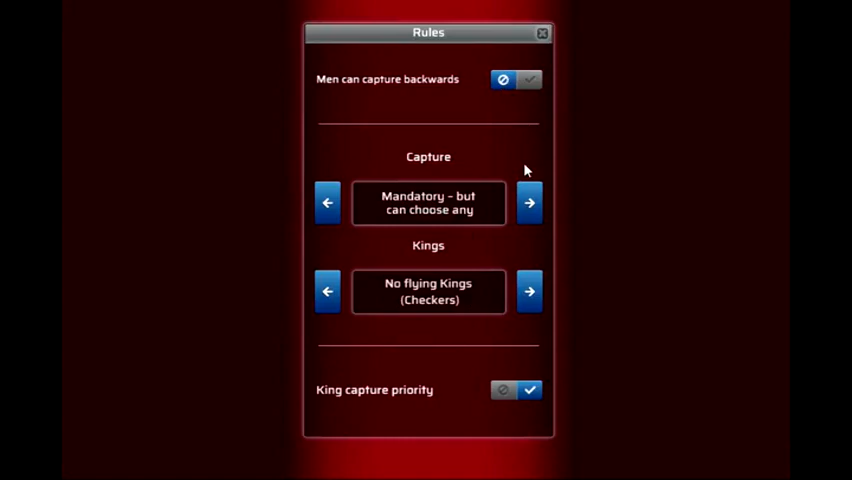 Rules
Men can capture backwards
Capture
Mandatory - but
can choose any
Kings
No flying Kings
(Checkers)
King capture priority